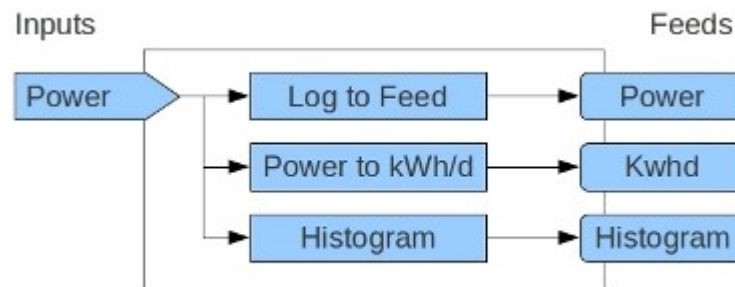 Inputs
Feeds
Power
Log to Feed
Power
Power to kWh/d
Kwhd
Histogram
Histogram